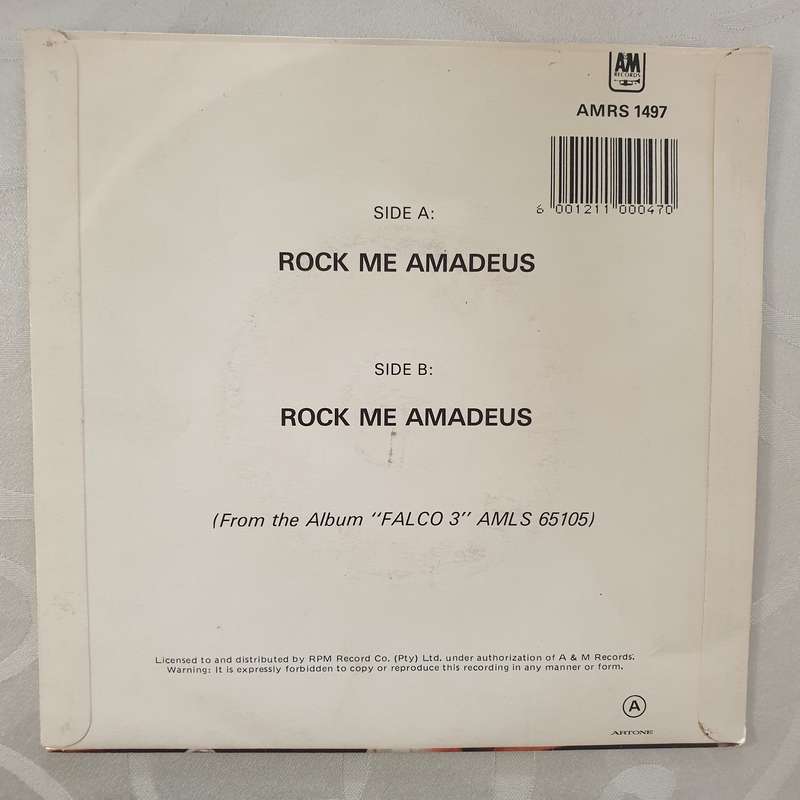 A&M
RECORDS
AMRS 1497
6 001211 000470
SIDE A:
ROCK ME AMADEUS
SIDE B:
ROCK ME AMADEUS
(From the Album "FALCO 3" AMLS 65105)
Licensed to and distributed by RPM Record Co. (Pty) Ltd. under authorization of A & M Records.
Warning: It is expressly forbidden to copy or reproduce this recording in any manner or form.
A
ARTONE